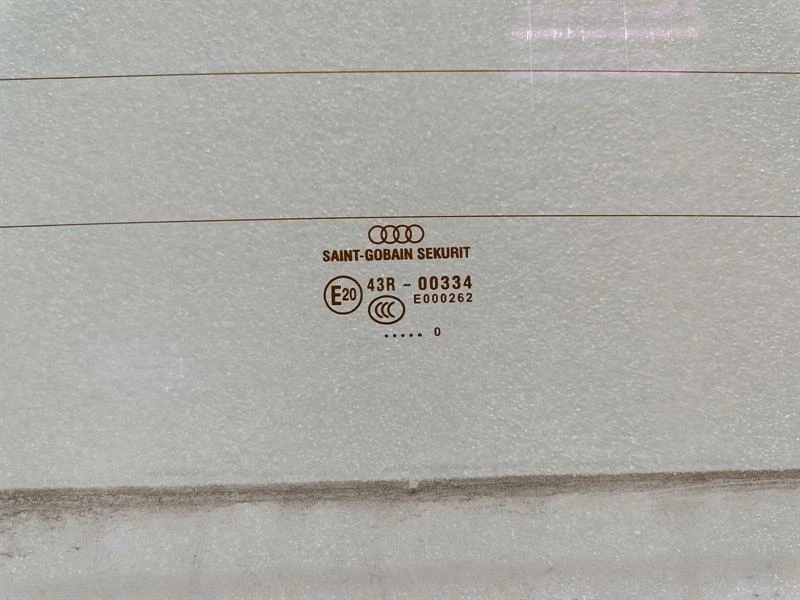 SAINT-GOBAIN SEKURIT
E20 43R - 00334
CCC E000262
..... 0